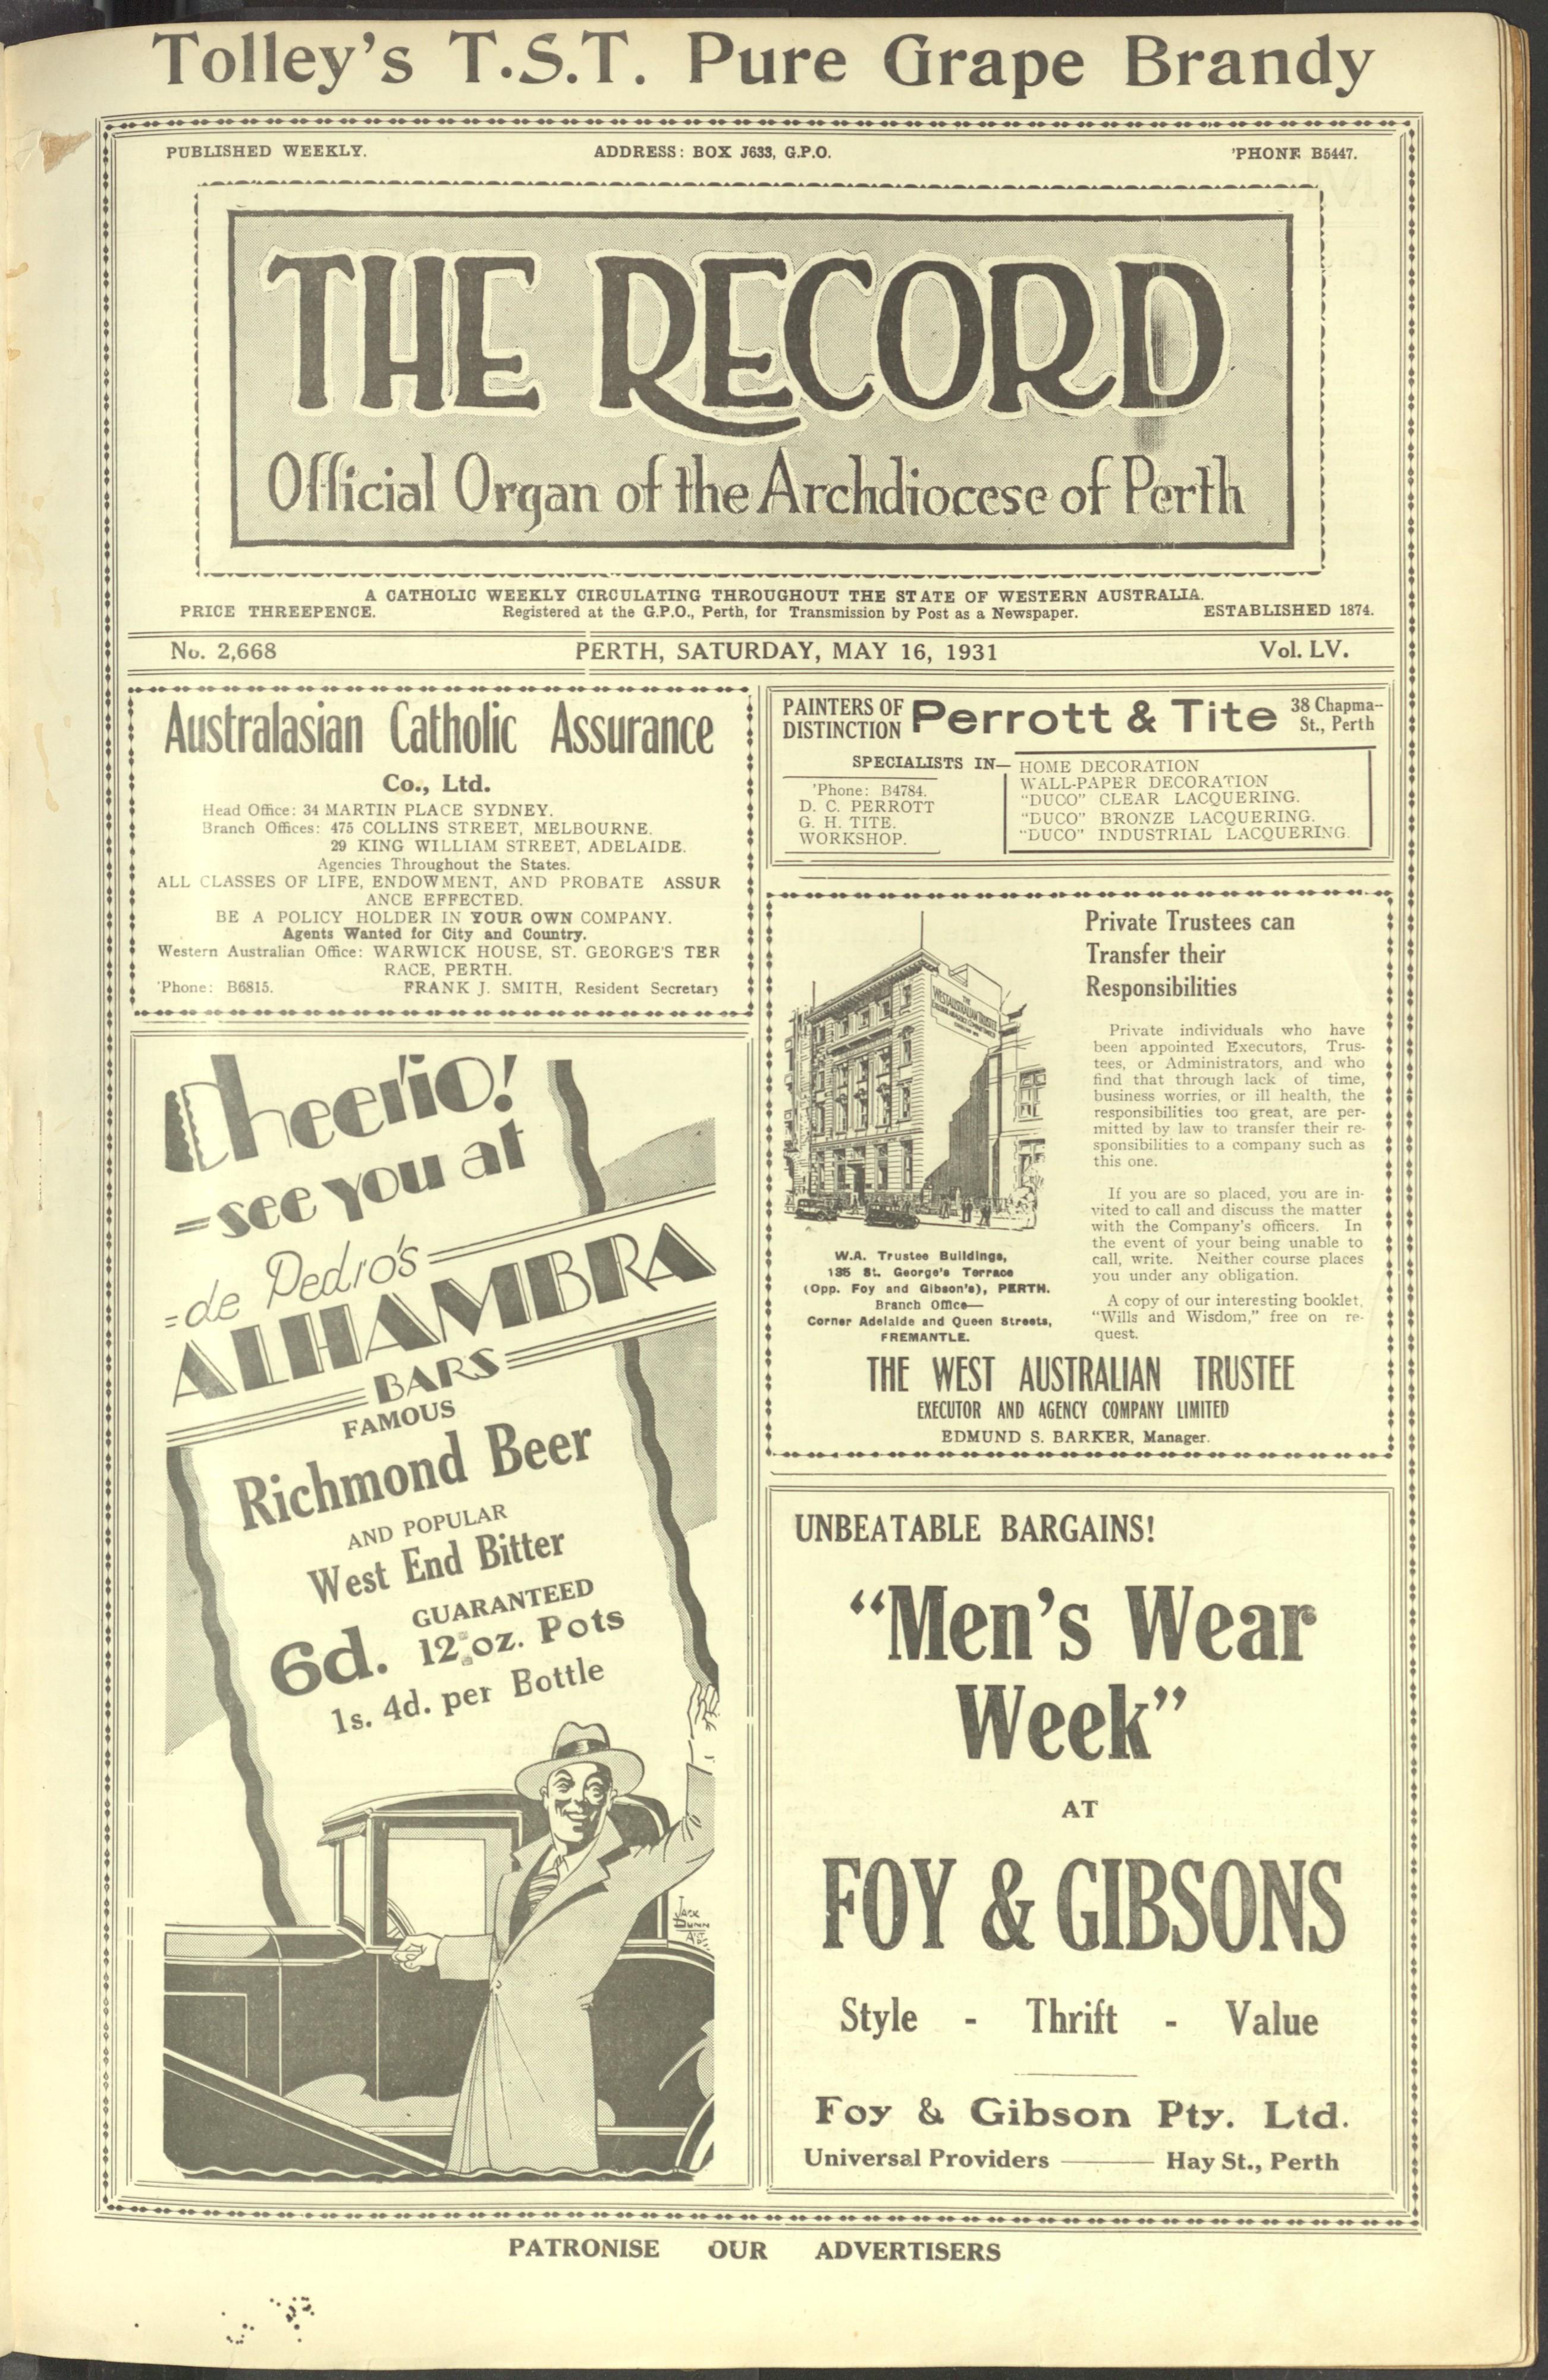 Tolley's T.S.T. Pure Grape Brandy
PUBLISHED WEEKLY. ADDRESS: BOX J633, G.P.O. 'PHONE B5447.
THE RECORD
Official Organ of the Archdiocese of Perth
A CATHOLIC WEEKLY CIRCULATING THROUGHOUT THE STATE OF WESTERN AUSTRALIA.
PRICE THREEPENCE. Registered at the G.P.O., Perth, for Transmission by Post as a Newspaper. ESTABLISHED 1874.
No. 2,668 PERTH, SATURDAY, MAY 16, 1931 Vol. LV.
Australasian Catholic Assurance
Co., Ltd.
Head Office: 34 MARTIN PLACE SYDNEY.
Branch Offices: 475 COLLINS STREET, MELBOURNE.
29 KING WILLIAM STREET, ADELAIDE.
Agencies Throughout the States.
ALL CLASSES OF LIFE, ENDOWMENT, AND PROBATE ASSUR
ANCE EFFECTED.
BE A POLICY HOLDER IN YOUR OWN COMPANY.
Agents Wanted for City and Country.
Western Australian Office: WARWICK HOUSE, ST. GEORGE'S TER
RACE, PERTH.
'Phone: B6815. FRANK J. SMITH, Resident Secretary
Cheerio!
=see you at
=de Pedro's
ALHAMBRA
BARS
FAMOUS
Richmond Beer
AND POPULAR
West End Bitter
GUARANTEED
6d. 12 oz. Pots
1s. 4d. per Bottle
JACK
DUNN
PAINTERS OF
DISTINCTION
Perrott & Tite
38 Chapma-
St., Perth
SPECIALISTS IN—
'Phone: B4784.
D. C. PERROTT
G. H. TITE.
WORKSHOP.
HOME DECORATION
WALL-PAPER DECORATION
"DUCO" CLEAR LACQUERING.
"DUCO" BRONZE LACQUERING.
"DUCO" INDUSTRIAL LACQUERING.
THE
WEST AUSTRALIAN TRUSTEE
W.A. Trustee Buildings,
135 St. George's Terrace
(Opp. Foy and Gibson's), PERTH.
Branch Office—
Corner Adelaide and Queen Streets,
FREMANTLE.
Private Trustees can
Transfer their
Responsibilities
Private individuals who have
been appointed Executors, Trus-
tees, or Administrators, and who
find that through lack of time,
business worries, or ill health, the
responsibilities too great, are per-
mitted by law to transfer their re-
sponsibilities to a company such as
this one.
If you are so placed, you are in-
vited to call and discuss the matter
with the Company's officers. In
the event of your being unable to
call, write. Neither course places
you under any obligation.
A copy of our interesting booklet,
"Wills and Wisdom," free on re-
quest.
THE WEST AUSTRALIAN TRUSTEE
EXECUTOR AND AGENCY COMPANY LIMITED
EDMUND S. BARKER, Manager.
UNBEATABLE BARGAINS!
"Men's Wear
Week"
AT
FOY & GIBSONS
Style - Thrift - Value
Foy & Gibson Pty. Ltd.
Universal Providers —— Hay St., Perth
PATRONISE OUR ADVERTISERS